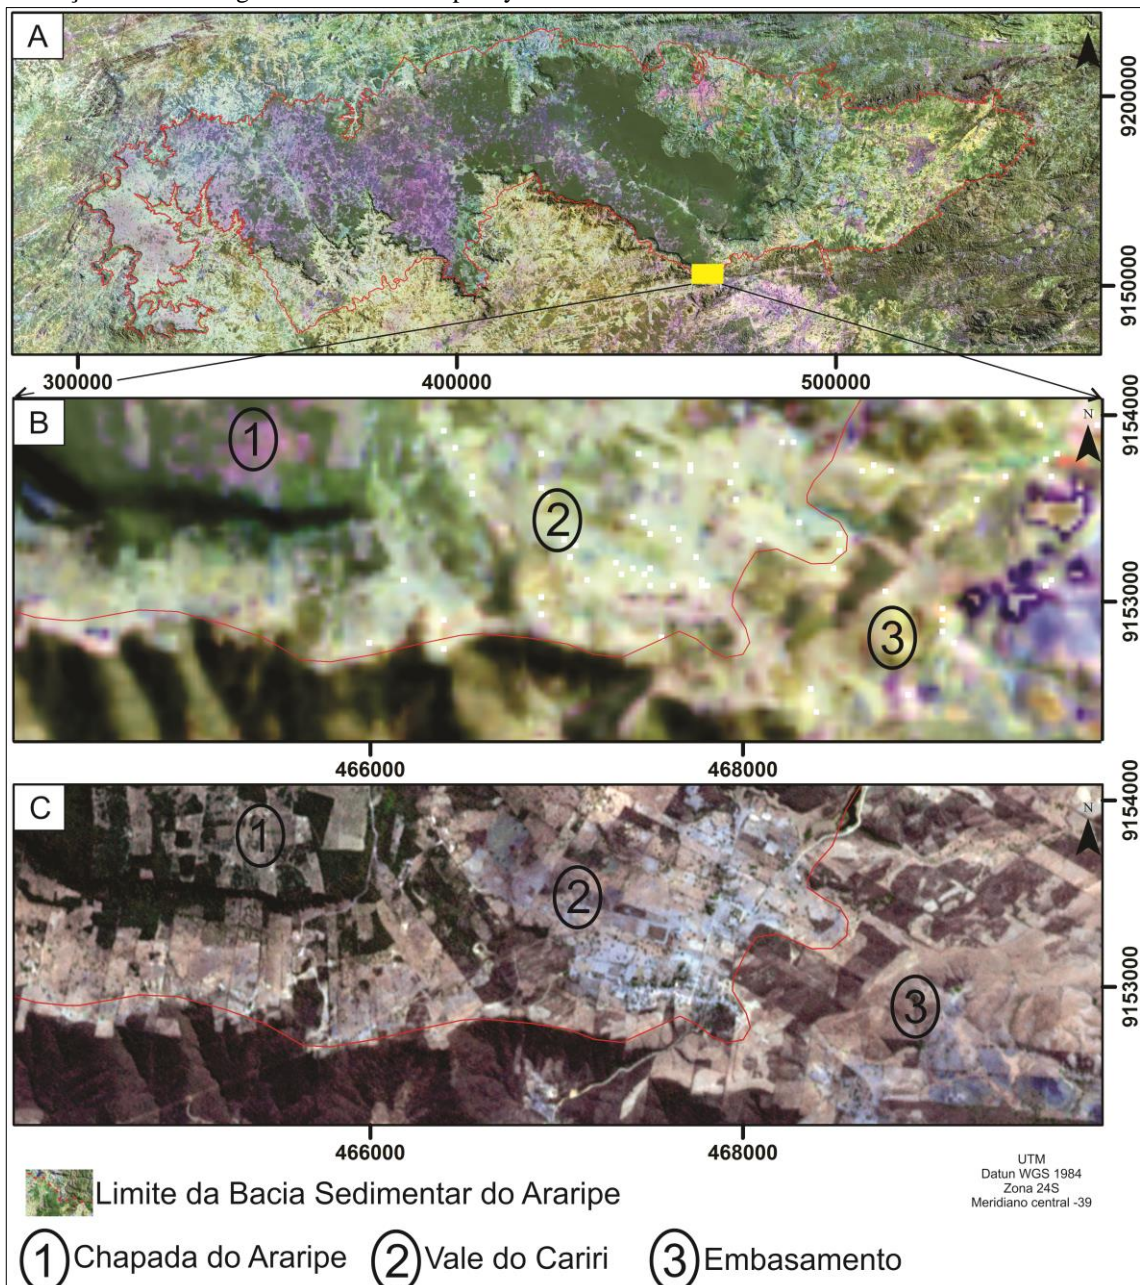 A
9200000
9150000
300000
400000
500000
B
N
9154000
1
2
3
9153000
466000
468000
C
N
9154000
1
2
3
9153000
466000
468000
UTM
Datun WGS 1984
Zona 24S
Meridiano central -39
Limite da Bacia Sedimentar do Araripe
1 Chapada do Araripe 2 Vale do Cariri 3 Embasamento